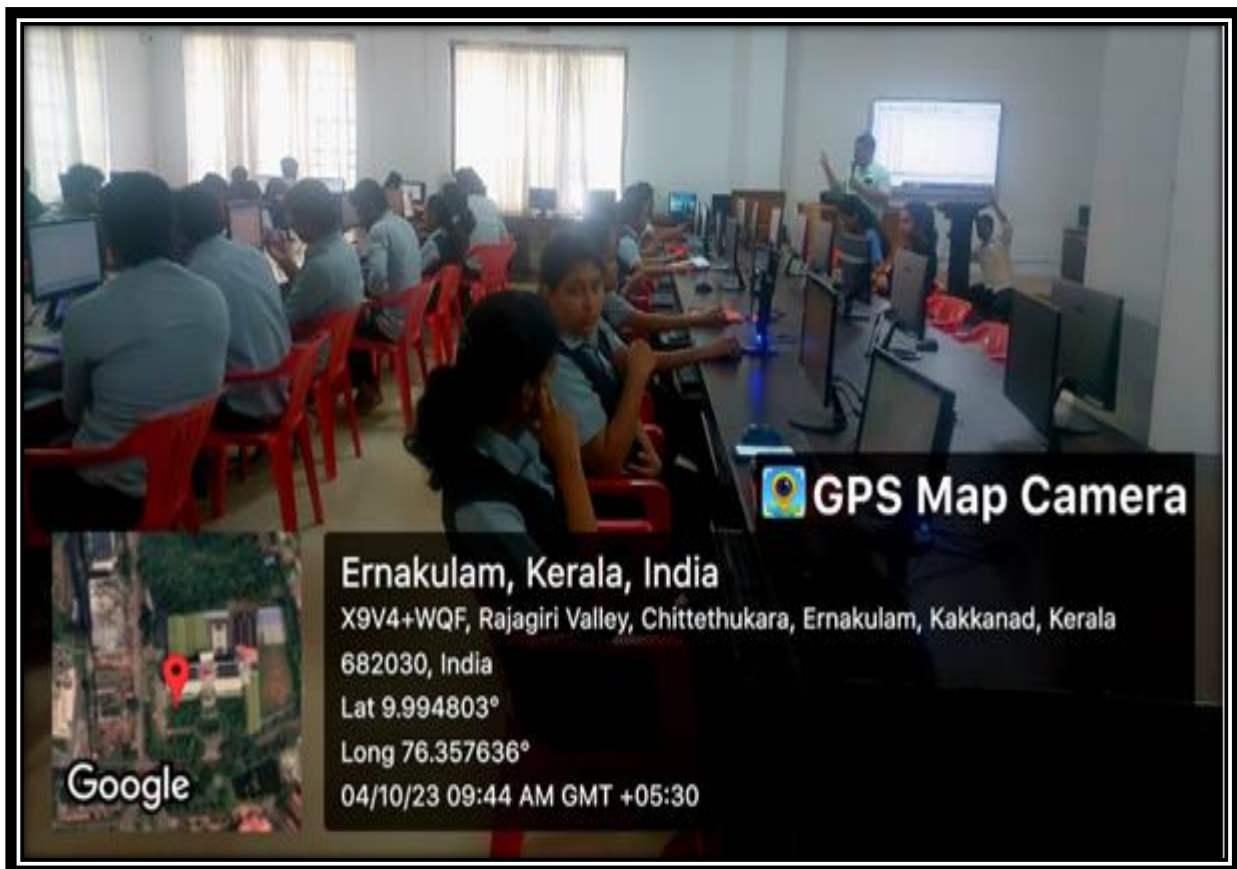 GPS Map Camera
Ernakulam, Kerala, India
X9V4+WQF, Rajagiri Valley, Chittethukara, Ernakulam, Kakkanad, Kerala
682030, India
Lat 9.994803°
Long 76.357636°
04/10/23 09:44 AM GMT +05:30
Google